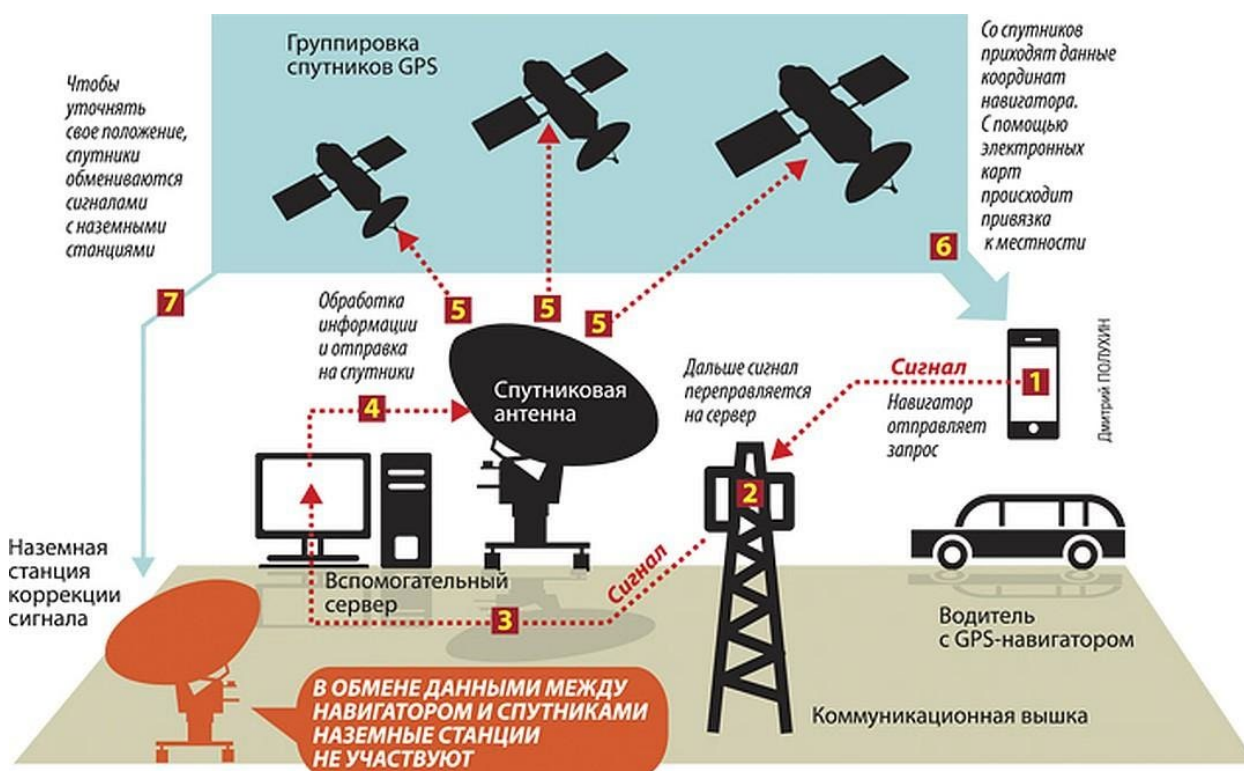 Группировка
спутников GPS
Чтобы
уточнять
свое положение,
спутники
обмениваются
сигналами
с наземными
станциями
Со спутников
приходят данные
координат
навигатора.
С помощью
электронных
карт
происходит
привязка
к местности
6
7
5
5
5
Обработка
информации
и отправка
на спутники
4
Спутниковая
антенна
Дальше сигнал
переправляется
на сервер
Сигнал
1
Навигатор
отправляет
запрос
Дмитрий ПОЛУХИН
2
Сигнал
3
Вспомогательный
сервер
Наземная
станция
коррекции
сигнала
Водитель
с GPS-навигатором
Коммуникационная вышка
В ОБМЕНЕ ДАННЫМИ МЕЖДУ
НАВИГАТОРОМ И СПУТНИКАМИ
НАЗЕМНЫЕ СТАНЦИИ
НЕ УЧАСТВУЮТ